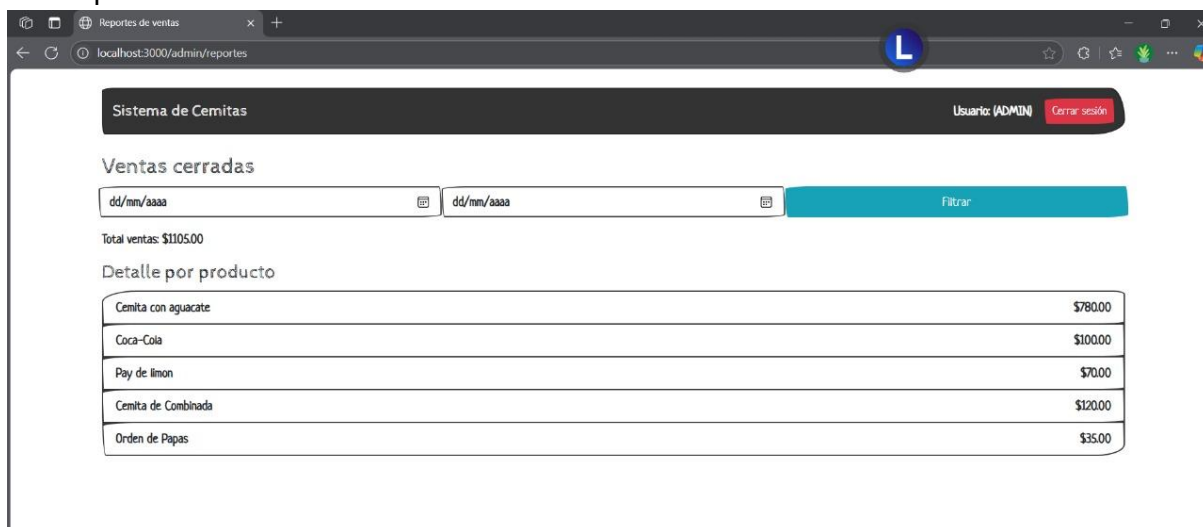 Reportes de ventas
localhost:3000/admin/reportes
L
Sistema de Cemitas
Usuario: (ADMIN) Cerrar sesión
Ventas cerradas
dd/mm/aaaa dd/mm/aaaa Filtrar
Total ventas: $1105.00
Detalle por producto
Cemita con aguacate $780.00
Coca-Cola $100.00
Pay de limon $70.00
Cemita de Combinada $120.00
Orden de Papas $35.00